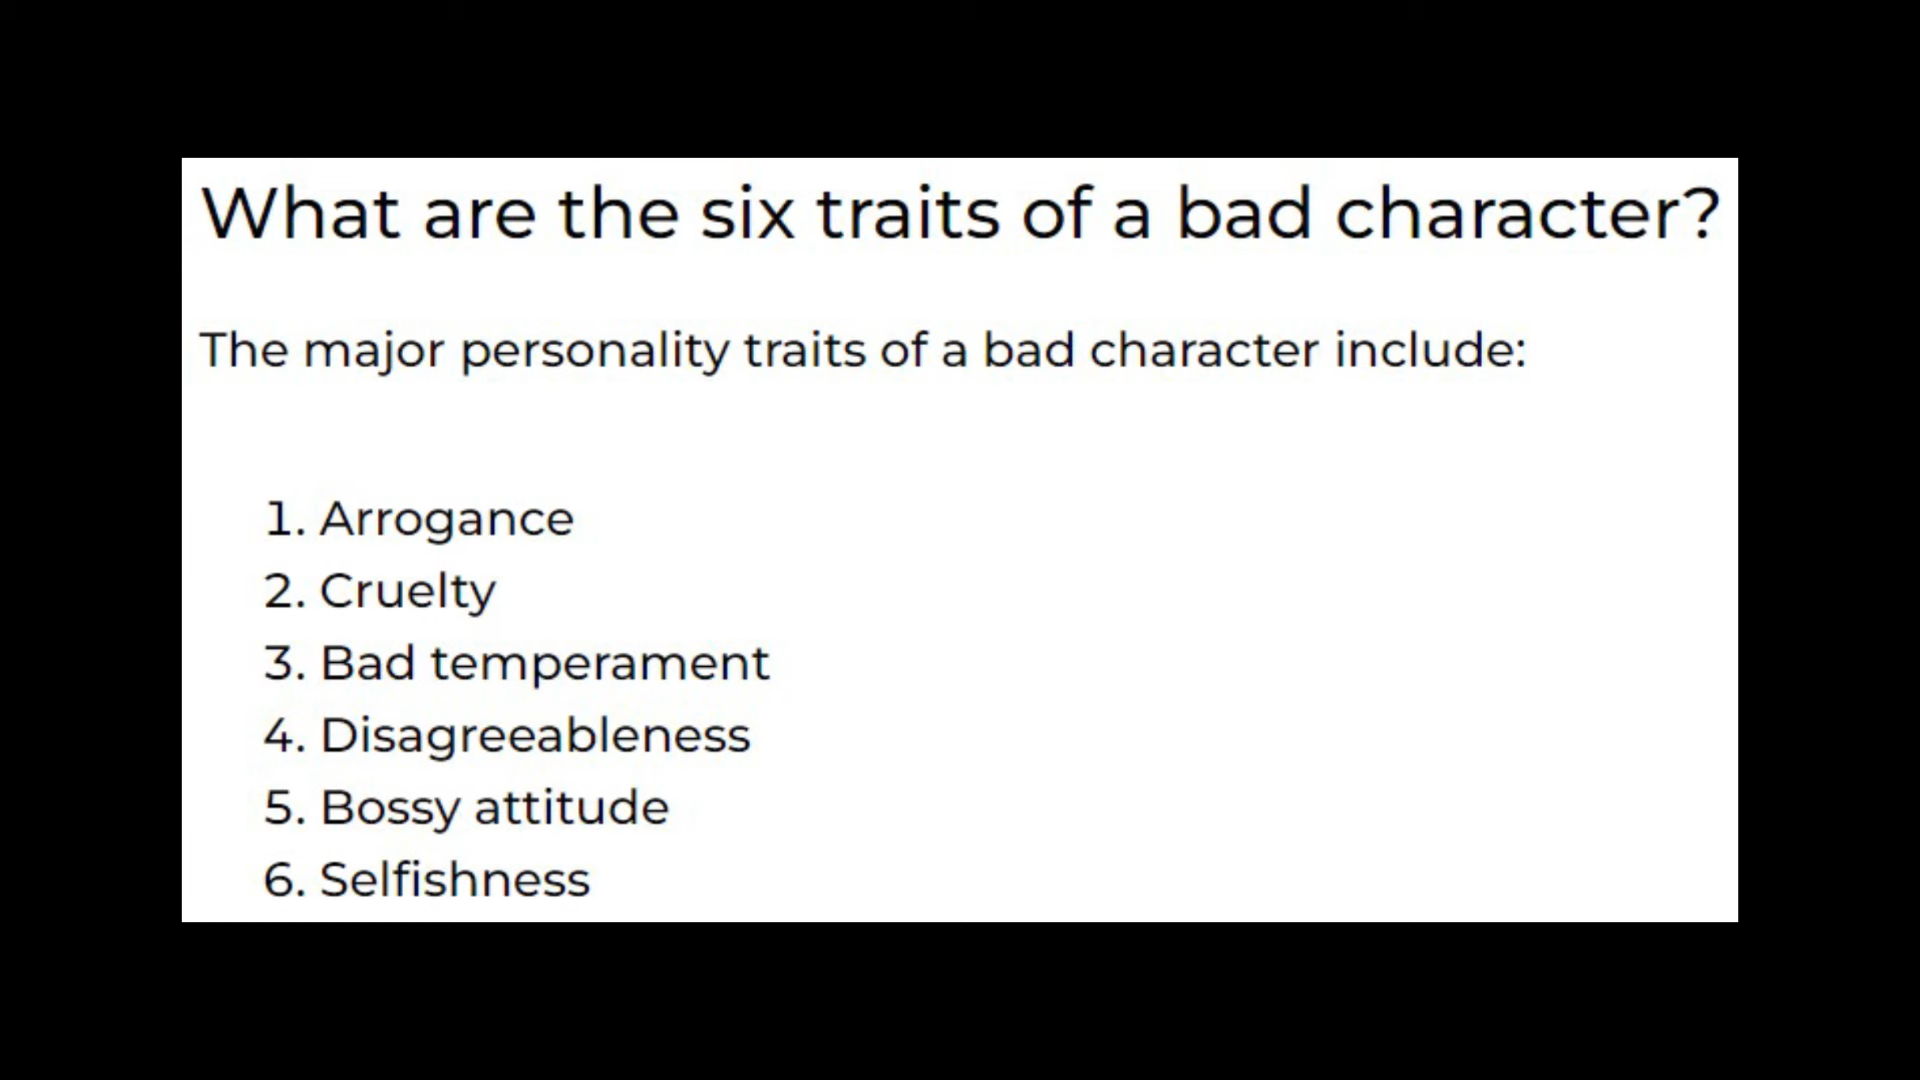 What are the six traits of a bad character?
The major personality traits of a bad character include:
1. Arrogance
2. Cruelty
3. Bad temperament
4. Disagreeableness
5. Bossy attitude
6. Selfishness